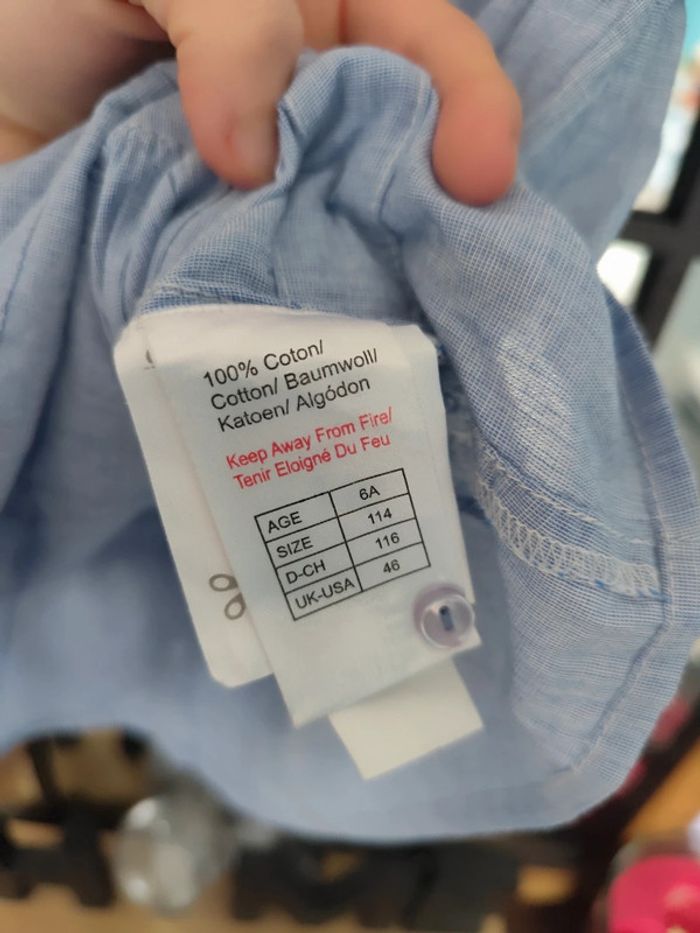 100% Coton/
Cotton/ Baumwoll/
Katoen/ Algódon
Keep Away From Fire/
Tenir Eloigné Du Feu
AGE 6A
SIZE 114
D-CH 116
UK-USA 46